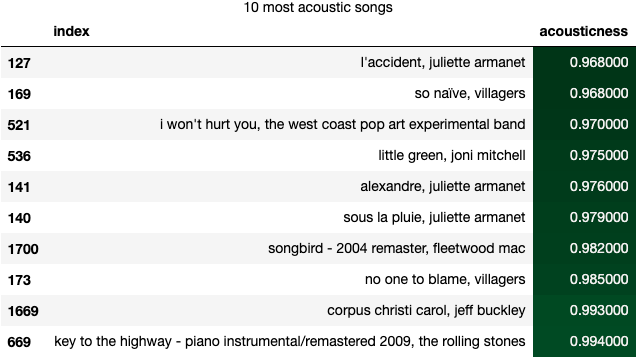 10 most acoustic songs
index acousticness
127 l'accident, juliette armanet 0.968000
169 so naïve, villagers 0.968000
521 i won't hurt you, the west coast pop art experimental band 0.970000
536 little green, joni mitchell 0.975000
141 alexandre, juliette armanet 0.976000
140 sous la pluie, juliette armanet 0.979000
1700 songbird - 2004 remaster, fleetwood mac 0.982000
173 no one to blame, villagers 0.985000
1669 corpus christi carol, jeff buckley 0.993000
669 key to the highway - piano instrumental/remastered 2009, the rolling stones 0.994000